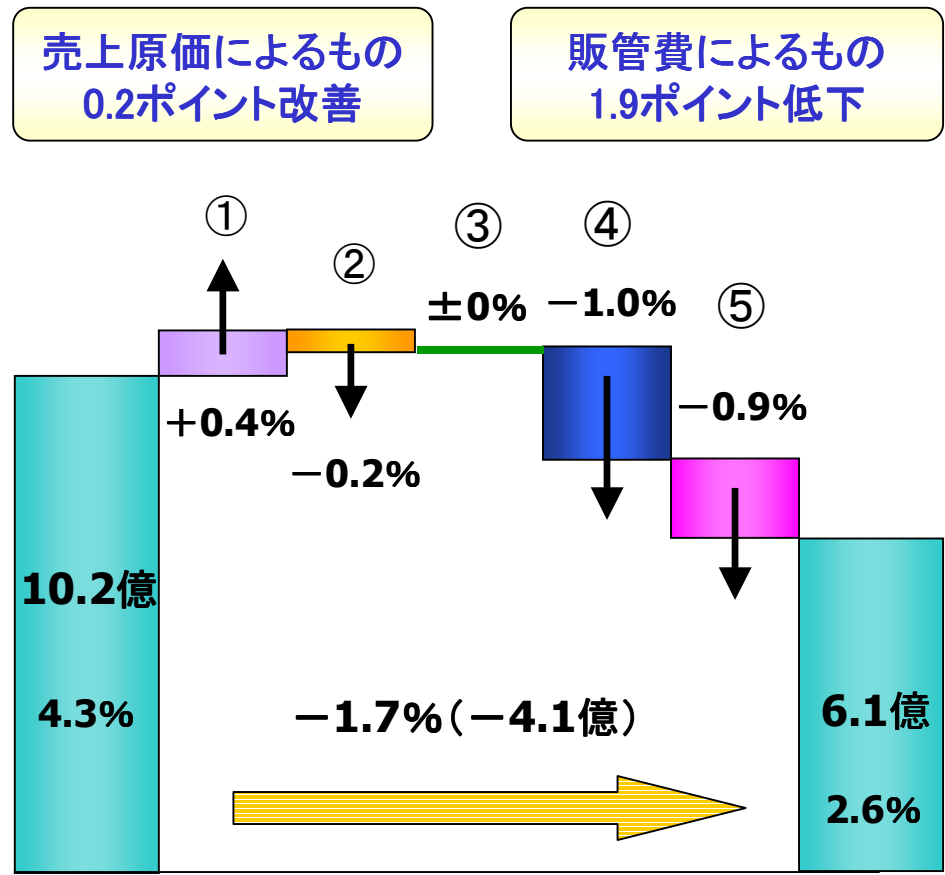 売上原価によるもの
0.2ポイント改善
販管費によるもの
1.9ポイント低下
①
②
③
④
⑤
±0%
－1.0%
＋0.4%
－0.2%
－0.9%
10.2億
4.3%
－1.7%（－4.1億）
6.1億
2.6%